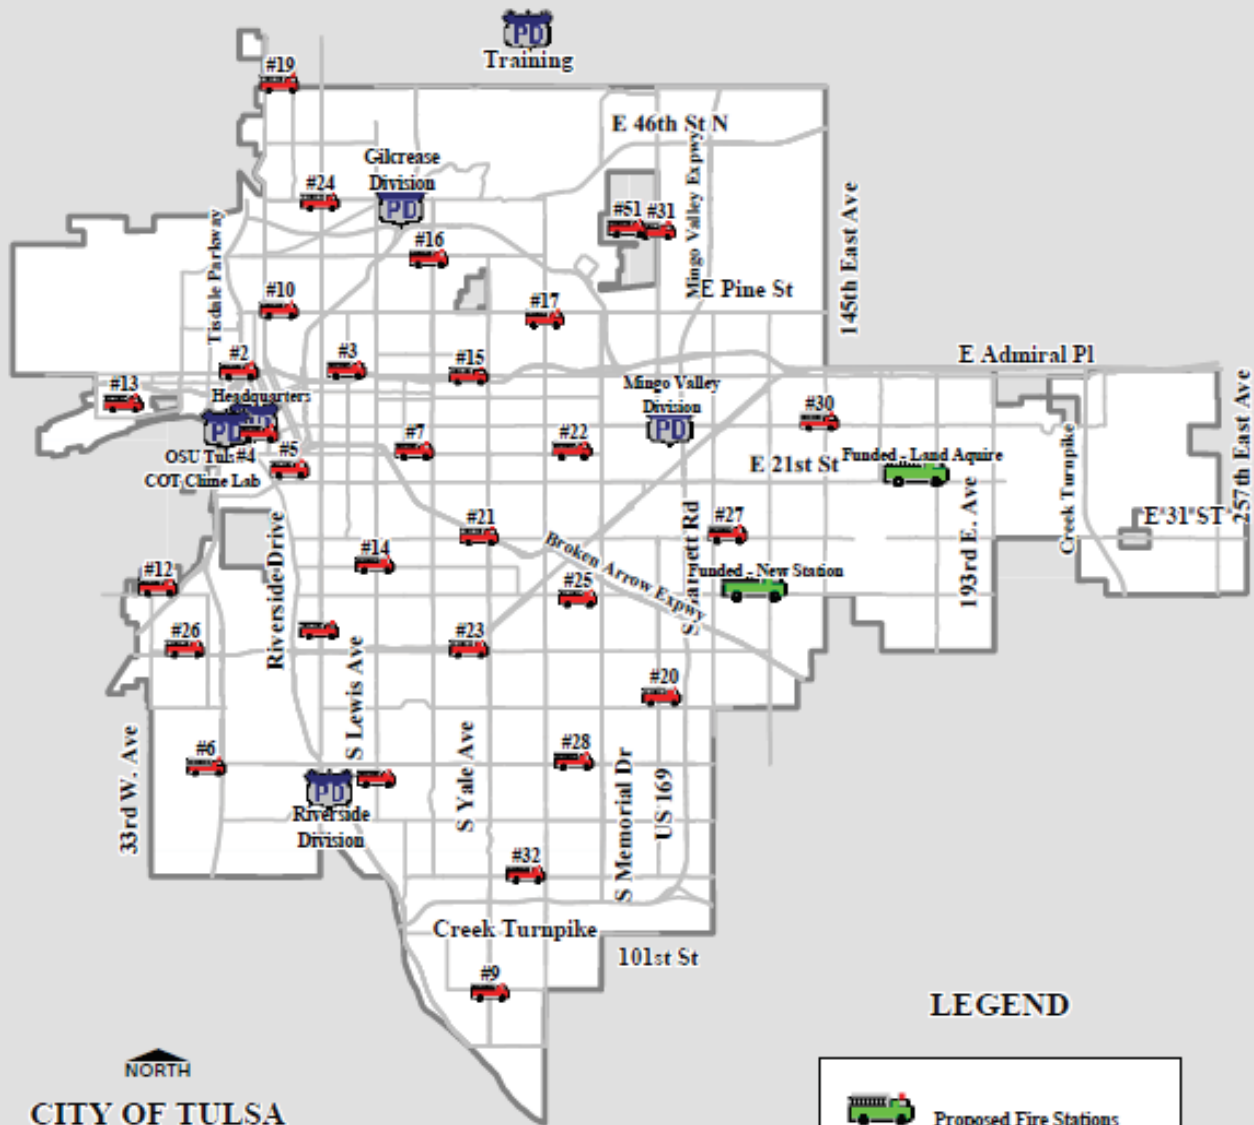 PD
Training
#19
E 46th St N
Gilcrease
Division
PD
#24
#51
#31
Mingo Valley Expwy
145th East Ave
Tisdale Parkway
#16
E Pine St
#10
#17
#2
#3
#15
E Admiral Pl
#13
Headquarters
Mingo Valley
Division
PD
#30
257th East Ave
PD
PD
#7
#22
OSU Tuls #4
#5
E 21st St
Funded - Land Aquire
COT Clime Lab
193rd E. Ave
Creek Turnpike
E 31 ST
#21
#27
Riverside Drive
#14
Broken Arrow Expwy
Funded - New Station
#12
#25
#26
#23
S Lewis Ave
#20
33rd W. Ave
#6
S Yale Ave
#28
S Memorial Dr
US 169
PD
Riverside
Division
#32
Creek Turnpike
101st St
#9
LEGEND
NORTH
CITY OF TULSA
Proposed Fire Stations